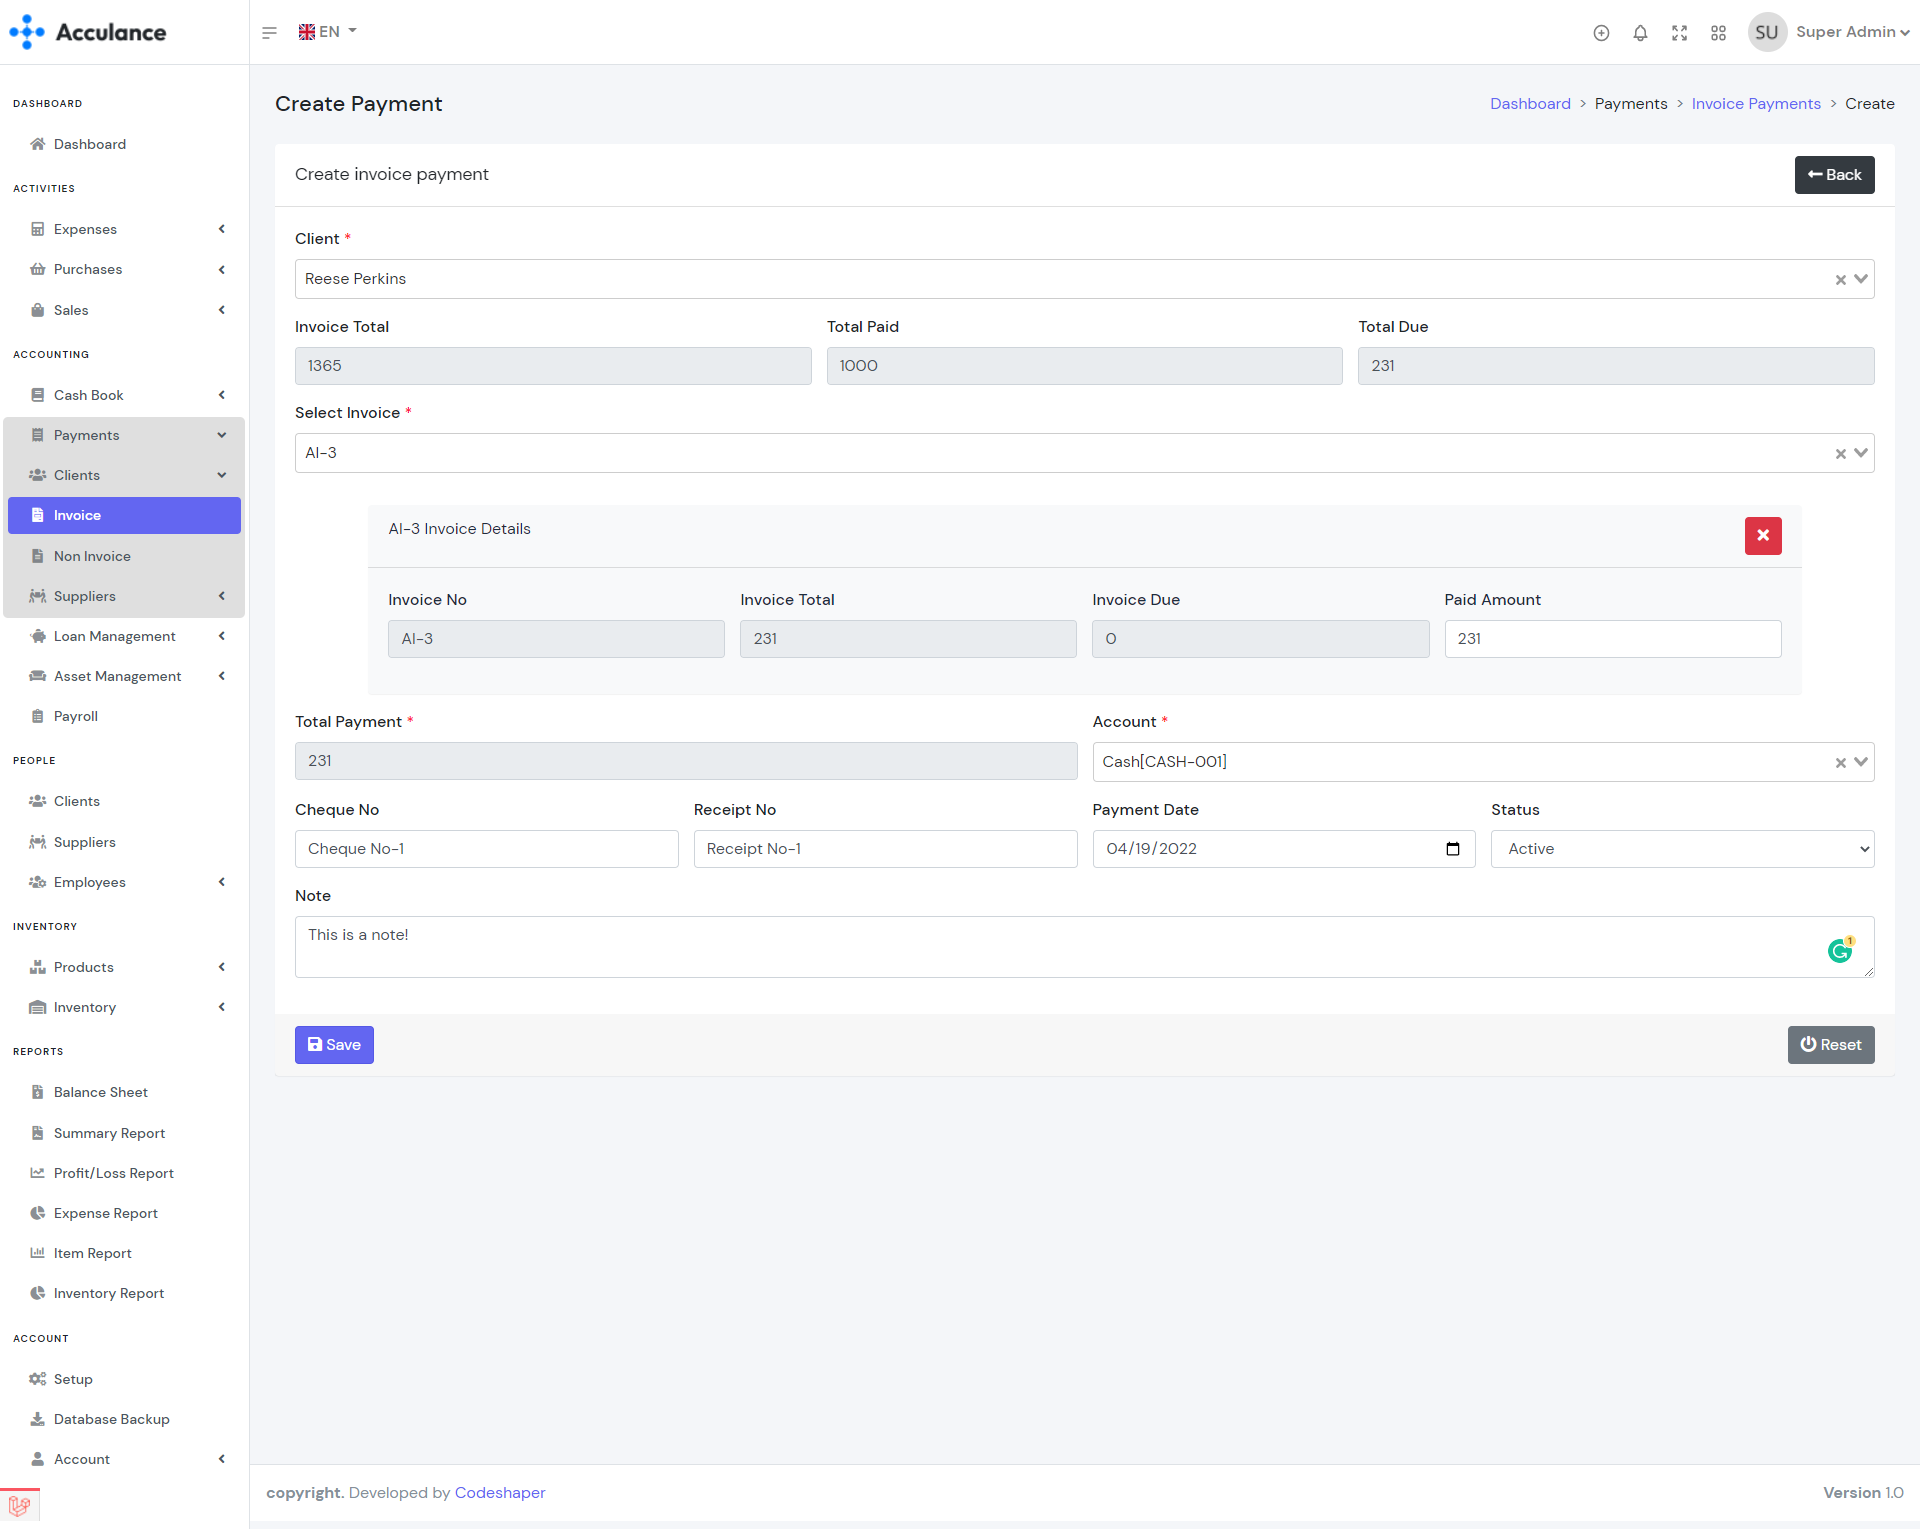 Acculance
EN
SU
Super Admin
DASHBOARD
Dashboard
ACTIVITIES
Expenses
Purchases
Sales
ACCOUNTING
Cash Book
Payments
Clients
Invoice
Non Invoice
Suppliers
Loan Management
Asset Management
Payroll
PEOPLE
Clients
Suppliers
Employees
INVENTORY
Products
Inventory
REPORTS
Balance Sheet
Summary Report
Profit/Loss Report
Expense Report
Item Report
Inventory Report
ACCOUNT
Setup
Database Backup
Account
Create Payment
Dashboard > Payments > Invoice Payments > Create
Create invoice payment
Back
Client *
Reese Perkins
Invoice Total Total Paid Total Due
1365 1000 231
Select Invoice *
AI-3
AI-3 Invoice Details
Invoice No Invoice Total Invoice Due Paid Amount
AI-3 231 0 231
Total Payment * Account *
231 Cash[CASH-001]
Cheque No Receipt No Payment Date Status
Cheque No-1 Receipt No-1 04/19/2022 Active
Note
This is a note!
1
Save Reset
copyright. Developed by Codeshaper
Version 1.0